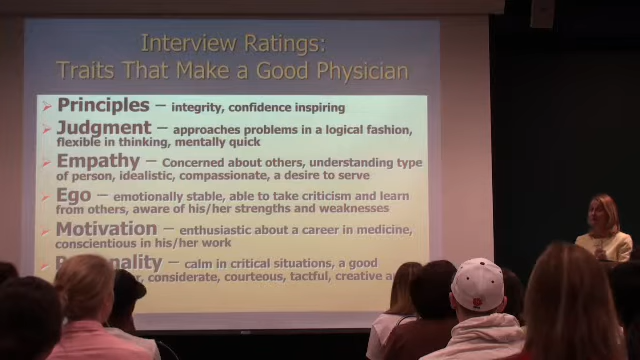 Interview Ratings:
Traits That Make a Good Physician
Principles – integrity, confidence inspiring
Judgment – approaches problems in a logical fashion,
flexible in thinking, mentally quick
Empathy – Concerned about others, understanding type
of person, idealistic, compassionate, a desire to serve
Ego – emotionally stable, able to take criticism and learn
from others, aware of his/her strengths and weaknesses
Motivation – enthusiastic about a career in medicine,
conscientious in his/her work
– calm in critical situations, a good
considerate, courteous, tactful, creative